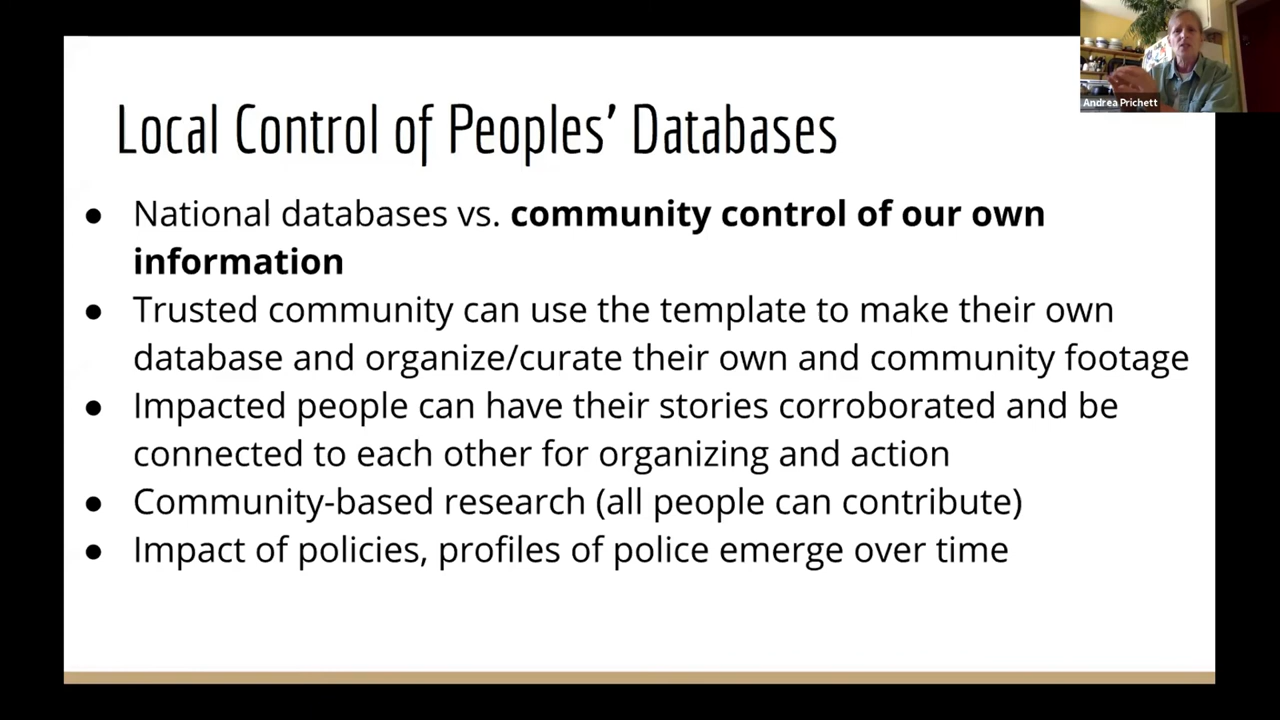 Andrea Prichett
Local Control of Peoples’ Databases
● National databases vs. community control of our own
information
● Trusted community can use the template to make their own
database and organize/curate their own and community footage
● Impacted people can have their stories corroborated and be
connected to each other for organizing and action
● Community-based research (all people can contribute)
● Impact of policies, profiles of police emerge over time